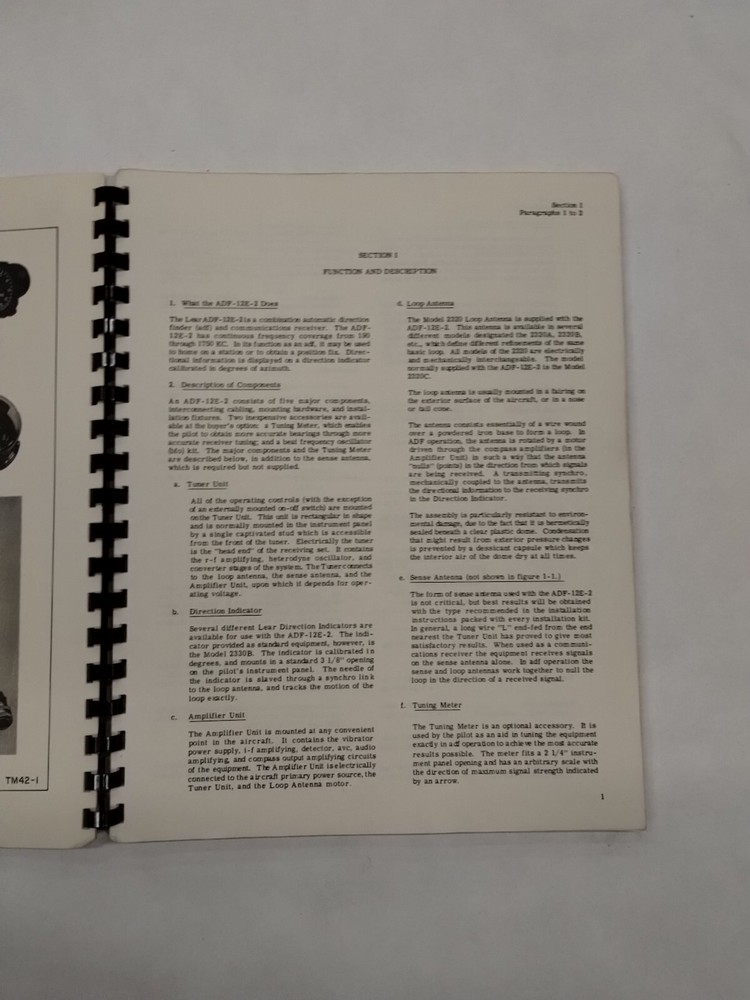 Section I
Paragraphs 1 to 2
SECTION I
FUNCTION AND DESCRIPTION
1. What the ADF-12E-2 Does
The Lear ADF-12E-2 is a combination automatic direction
finder (adf) and communications receiver. The ADF-
12E-2 has continuous frequency coverage from 190
through 1750 KC. In its function as an adf, it may be used
to home on a station or to obtain a position fix. Direc-
tional information is displayed on a direction indicator
calibrated in degrees of azimuth.
2. Description of Components
An ADF-12E-2 consists of five major components,
interconnecting cabling, mounting hardware, and instal-
lation fixtures. Two inexpensive accessories are avail-
able at the buyer's option: a Tuning Meter, which enables
the pilot to obtain more accurate bearings through more
accurate receiver tuning; and a beat frequency oscillator
(bfo) kit. The major components and the Tuning Meter
are described below, in addition to the sense antenna,
which is required but not supplied.
a. Tuner Unit
All of the operating controls (with the exception
of an externally mounted on-off switch) are mounted
on the Tuner Unit. This unit is rectangular in shape
and is normally mounted in the instrument panel
by a single captivated stud which is accessible
from the front of the tuner. Electrically the tuner
is the "head end" of the receiving set. It contains
the r-f amplifying, heterodyne oscillator, and
converter stages of the system. The Tuner connects
to the loop antenna, the sense antenna, and the
Amplifier Unit, upon which it depends for oper-
ating voltage.
b. Direction Indicator
Several different Lear Direction Indicators are
available for use with the ADF-12E-2. The indi-
cator provided as standard equipment, however, is
the Model 2330B. The indicator is calibrated in
degrees, and mounts in a standard 3 1/8" opening
on the pilot's instrument panel. The needle of
the indicator is slaved through a synchro link
to the loop antenna, and tracks the motion of the
loop exactly.
c. Amplifier Unit
The Amplifier Unit is mounted at any convenient
point in the aircraft. It contains the vibrator
power supply, i-f amplifying, detector, avc, audio
amplifying, and compass output amplifying circuits
of the equipment. The Amplifier Unit is electrically
connected to the aircraft primary power source, the
Tuner Unit, and the Loop Antenna motor.
d. Loop Antenna
The Model 2320 Loop Antenna is supplied with the
ADF-12E-2. This antenna is available in several
different models designated the 2320A, 2320B,
etc., which define different refinements of the same
basic loop. All models of the 2320 are electrically
and mechanically interchangeable. The model
normally supplied with the ADF-12E-2 is the Model
2320C.
The loop antenna is usually mounted in a fairing on
the exterior surface of the aircraft, or in a nose
or tail cone.
The antenna consists essentially of a wire wound
over a powdered iron base to form a loop. In
ADF operation, the antenna is rotated by a motor
driven through the compass amplifiers (in the
Amplifier Unit) in such a way that the antenna
"nulls" (points) in the direction from which signals
are being received. A transmitting synchro,
mechanically coupled to the antenna, transmits
the directional information to the receiving synchro
in the Direction Indicator.
The assembly is particularly resistant to environ-
mental damage, due to the fact that it is hermetically
sealed beneath a clear plastic dome. Condensation
that might result from exterior pressure changes
is prevented by a dessicant capsule which keeps
the interior air of the dome dry at all times.
e. Sense Antenna (not shown in figure 1-1.)
The form of sense antenna used with the ADF-12E-2
is not critical, but best results will be obtained
with the type recommended in the installation
instructions packed with every installation kit.
In general, a long wire "L" end-fed from the end
nearest the Tuner Unit has proved to give most
satisfactory results. When used as a communi-
cations receiver the equipment receives signals
on the sense antenna alone. In adf operation the
sense and loop antennas work together to null the
loop in the direction of a received signal.
f. Tuning Meter
The Tuning Meter is an optional accessory. It is
used by the pilot as an aid in tuning the equipment
exactly in adf operation to achieve the most accurate
results possible. The meter fits a 2 1/4" instru-
ment panel opening and has an arbitrary scale with
the direction of maximum signal strength indicated
by an arrow.
1
TM42-1